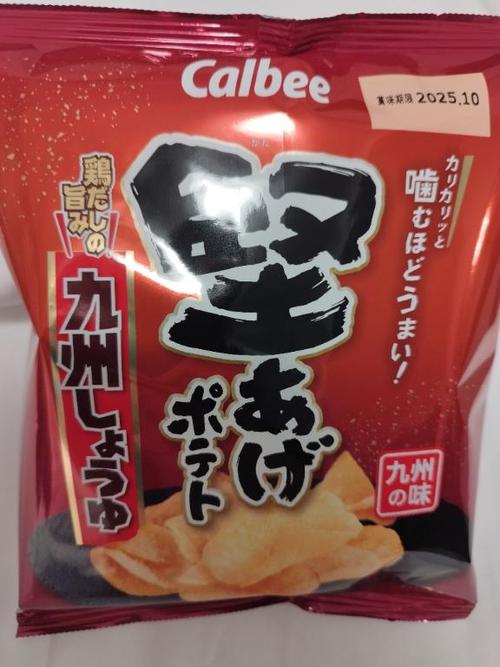 Calbee
賞味期限 2025.10
カリカリッと
噛むほどうまい!
かた
堅あげ
ポテト
鶏だしの
旨み
九州しょうゆ
九州
の味